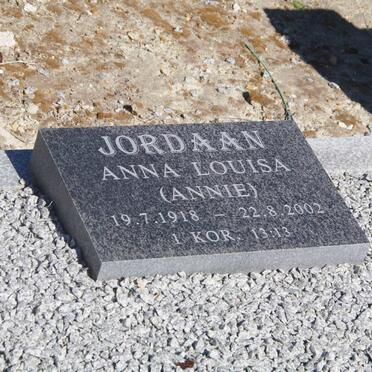 JORDAAN
ANNA LOUISA
(ANNIE)
19.7.1918 – 22.8.2002
1 KOR. 13:13